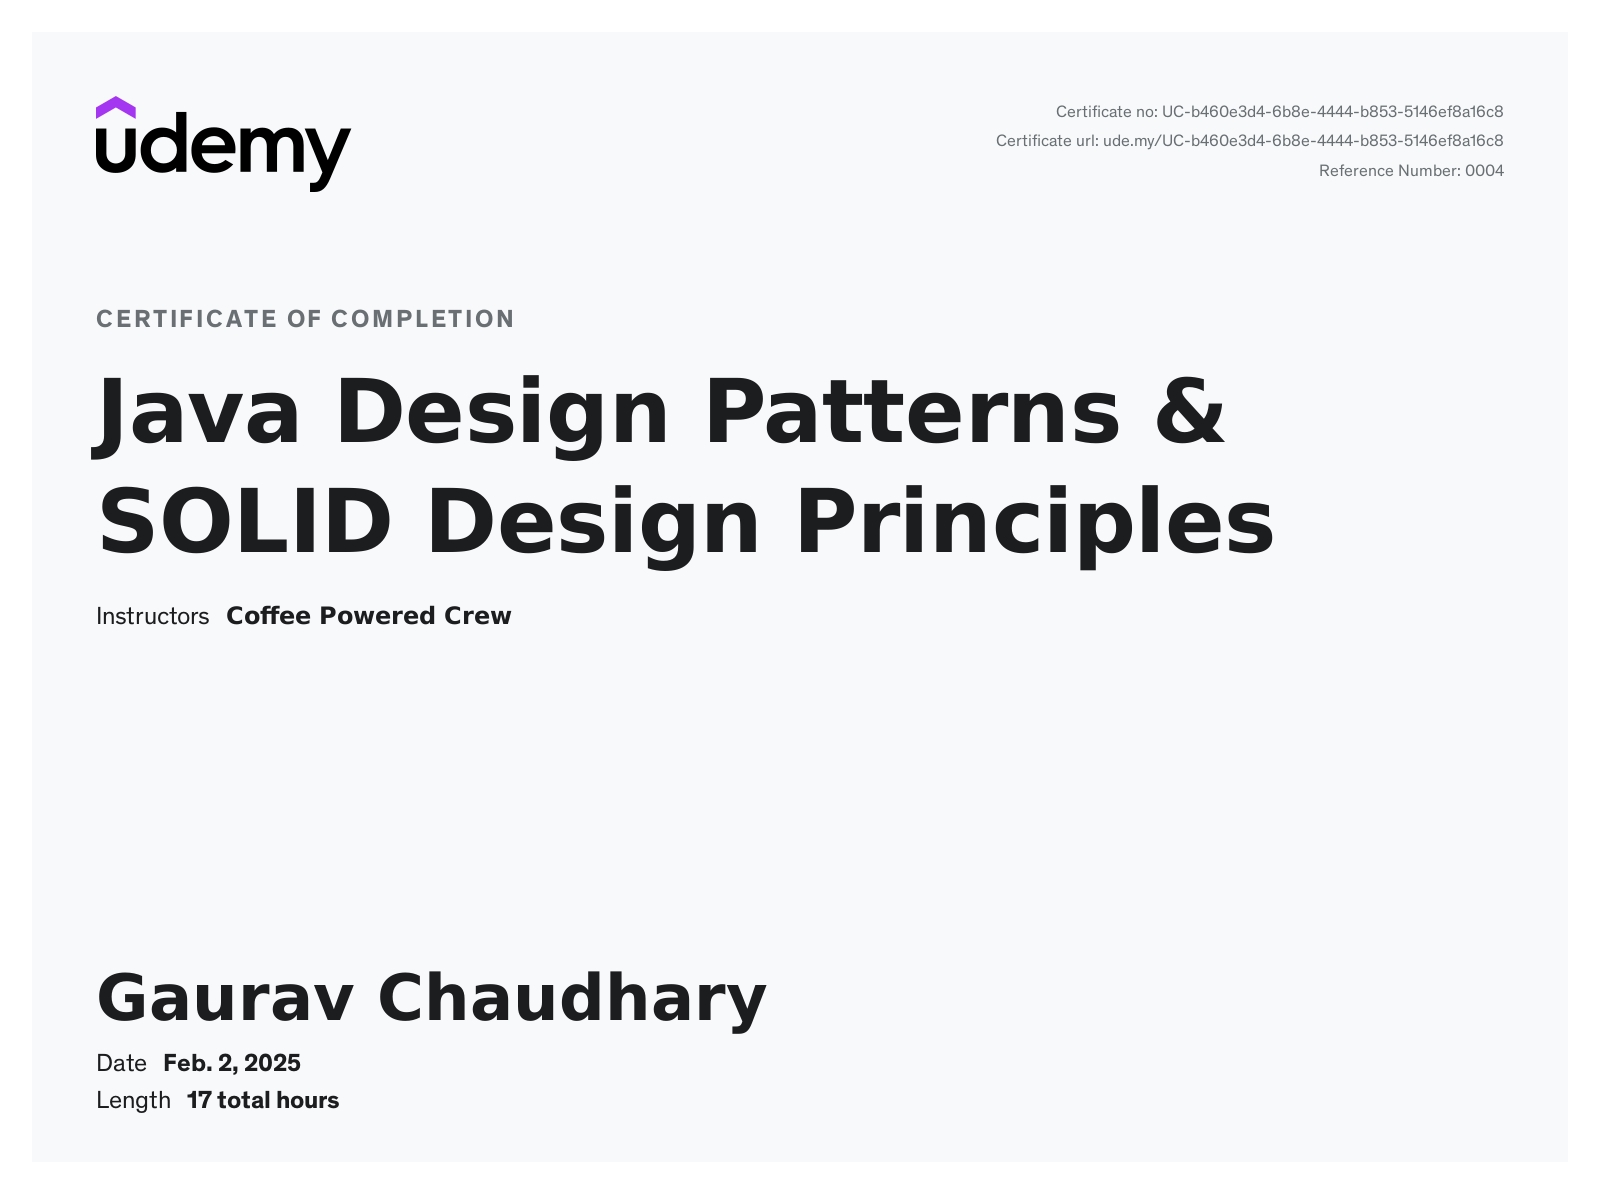 udemy
Certificate no: UC-b460e3d4-6b8e-4444-b853-5146ef8a16c8
Certificate url: ude.my/UC-b460e3d4-6b8e-4444-b853-5146ef8a16c8
Reference Number: 0004
CERTIFICATE OF COMPLETION
Java Design Patterns &
SOLID Design Principles
Instructors Coffee Powered Crew
Gaurav Chaudhary
Date Feb. 2, 2025
Length 17 total hours